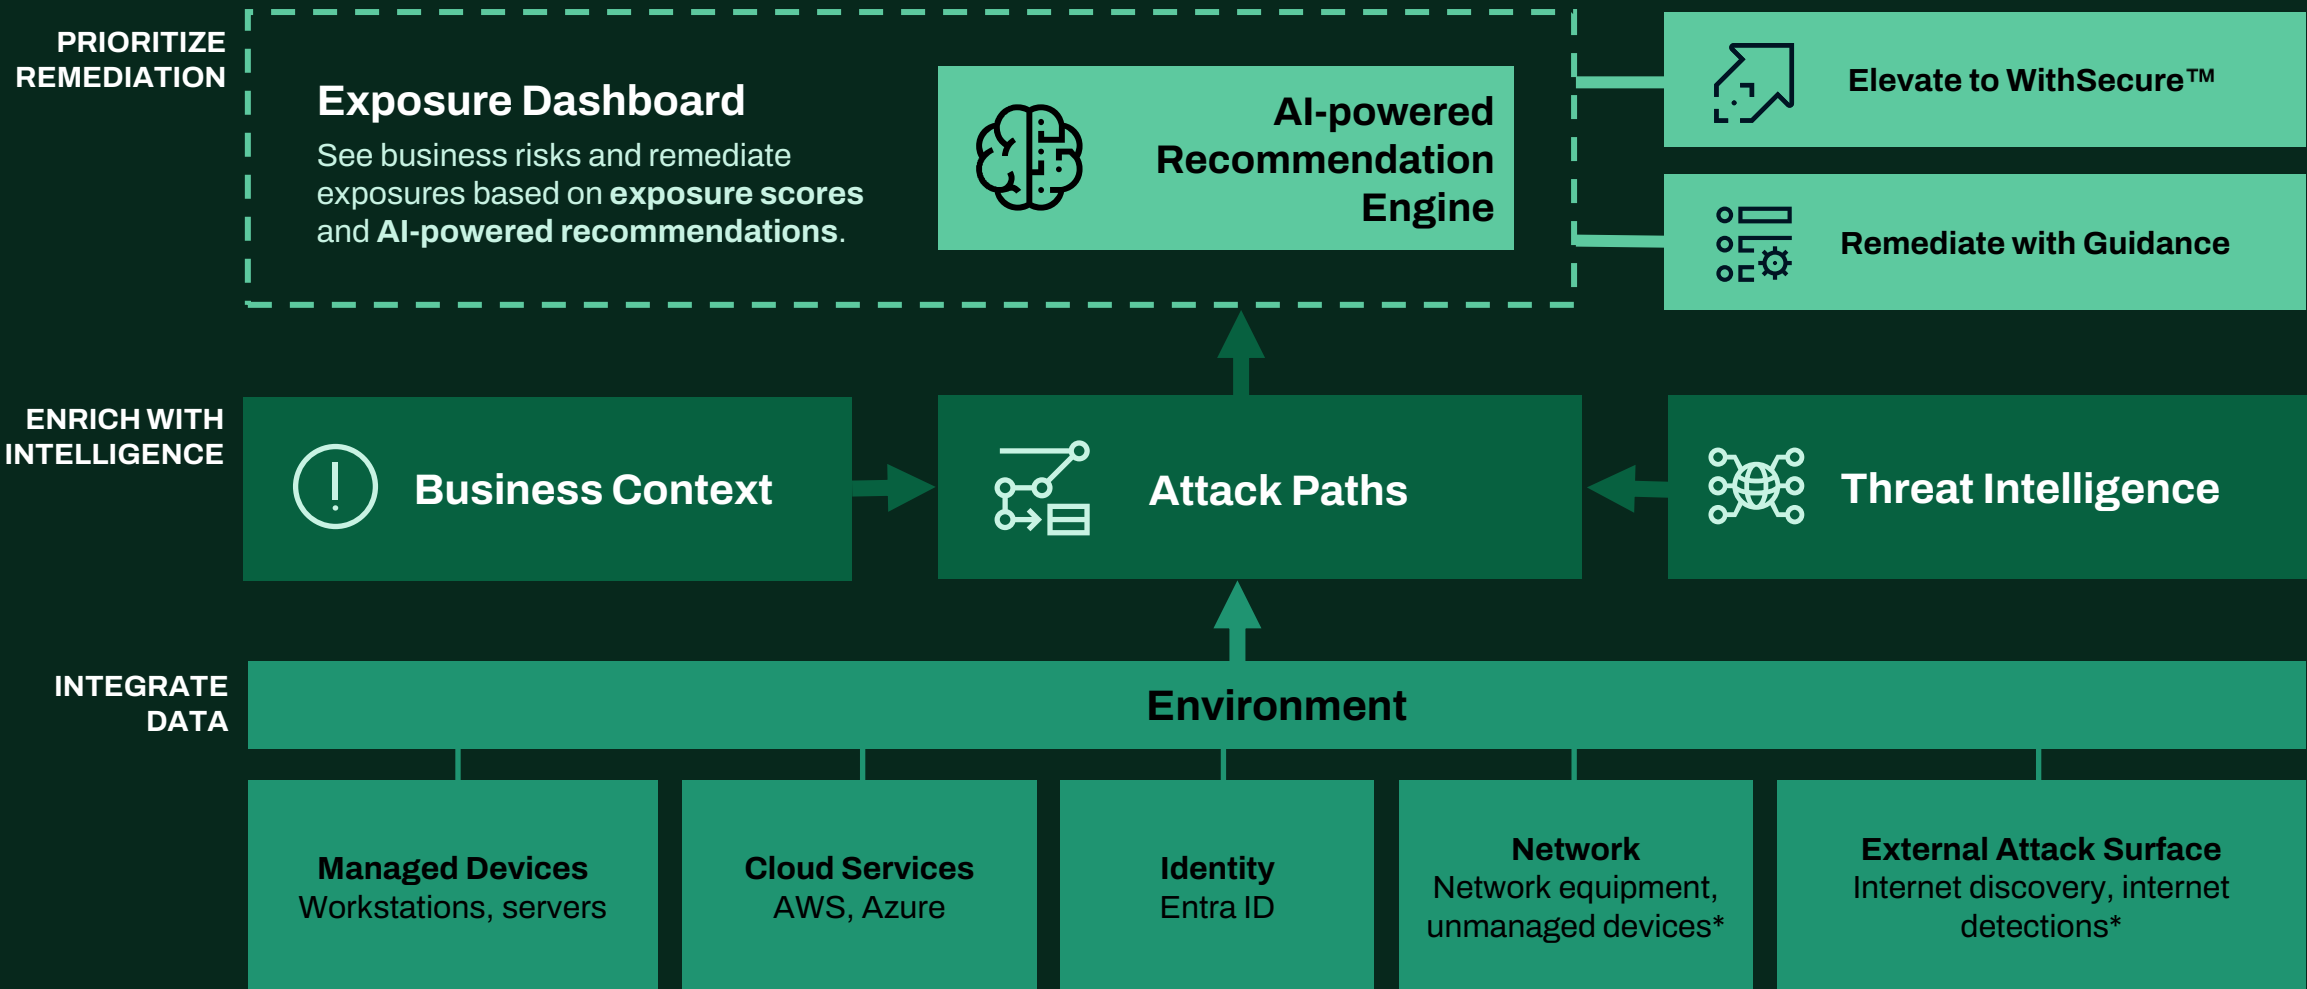 PRIORITIZE
REMEDIATION
Exposure Dashboard
See business risks and remediate
exposures based on exposure scores
and AI-powered recommendations.
AI-powered
Recommendation
Engine
Elevate to WithSecure™
Remediate with Guidance
ENRICH WITH
INTELLIGENCE
Business Context
Attack Paths
Threat Intelligence
INTEGRATE
DATA
Environment
Managed Devices
Workstations, servers
Cloud Services
AWS, Azure
Identity
Entra ID
Network
Network equipment,
unmanaged devices*
External Attack Surface
Internet discovery, internet
detections*